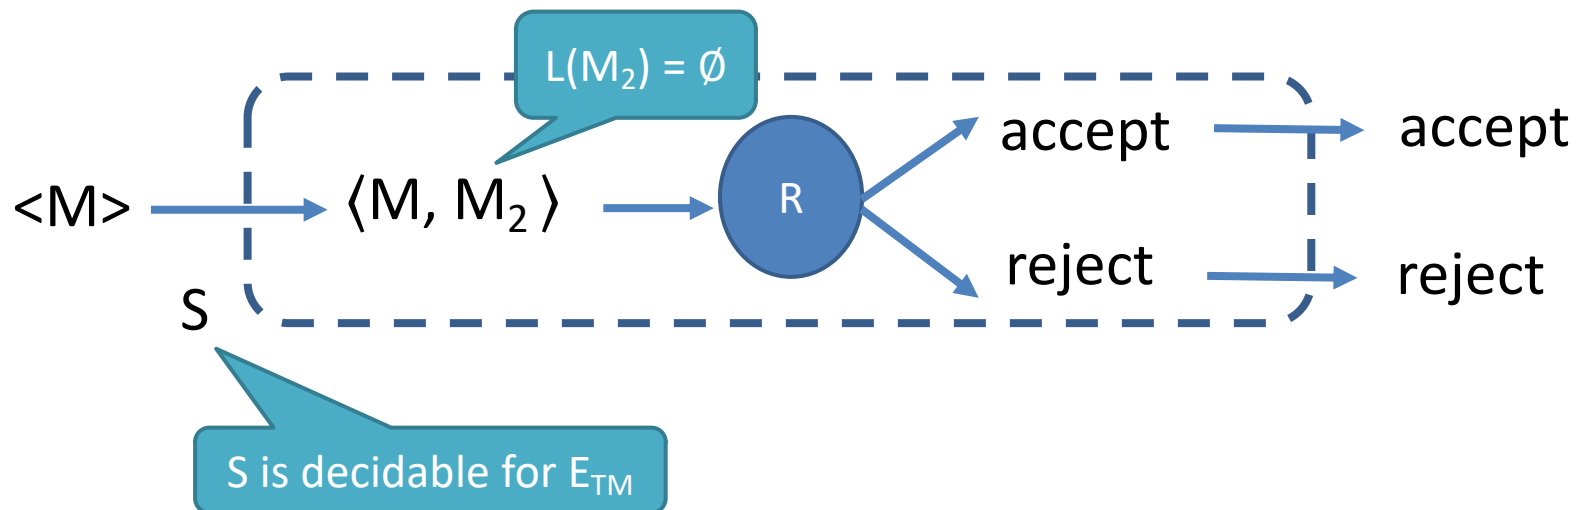 L(M₂) = ∅
accept
accept
<M>
⟨M, M₂ ⟩
R
reject
reject
S
S is decidable for E_TM